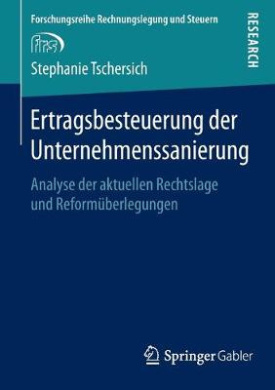 Forschungsreihe Rechnungslegung und Steuern
RESEARCH
Stephanie Tschersich
Ertragsbesteuerung der
Unternehmenssanierung
Analyse der aktuellen Rechtslage
und Reformüberlegungen
Springer Gabler